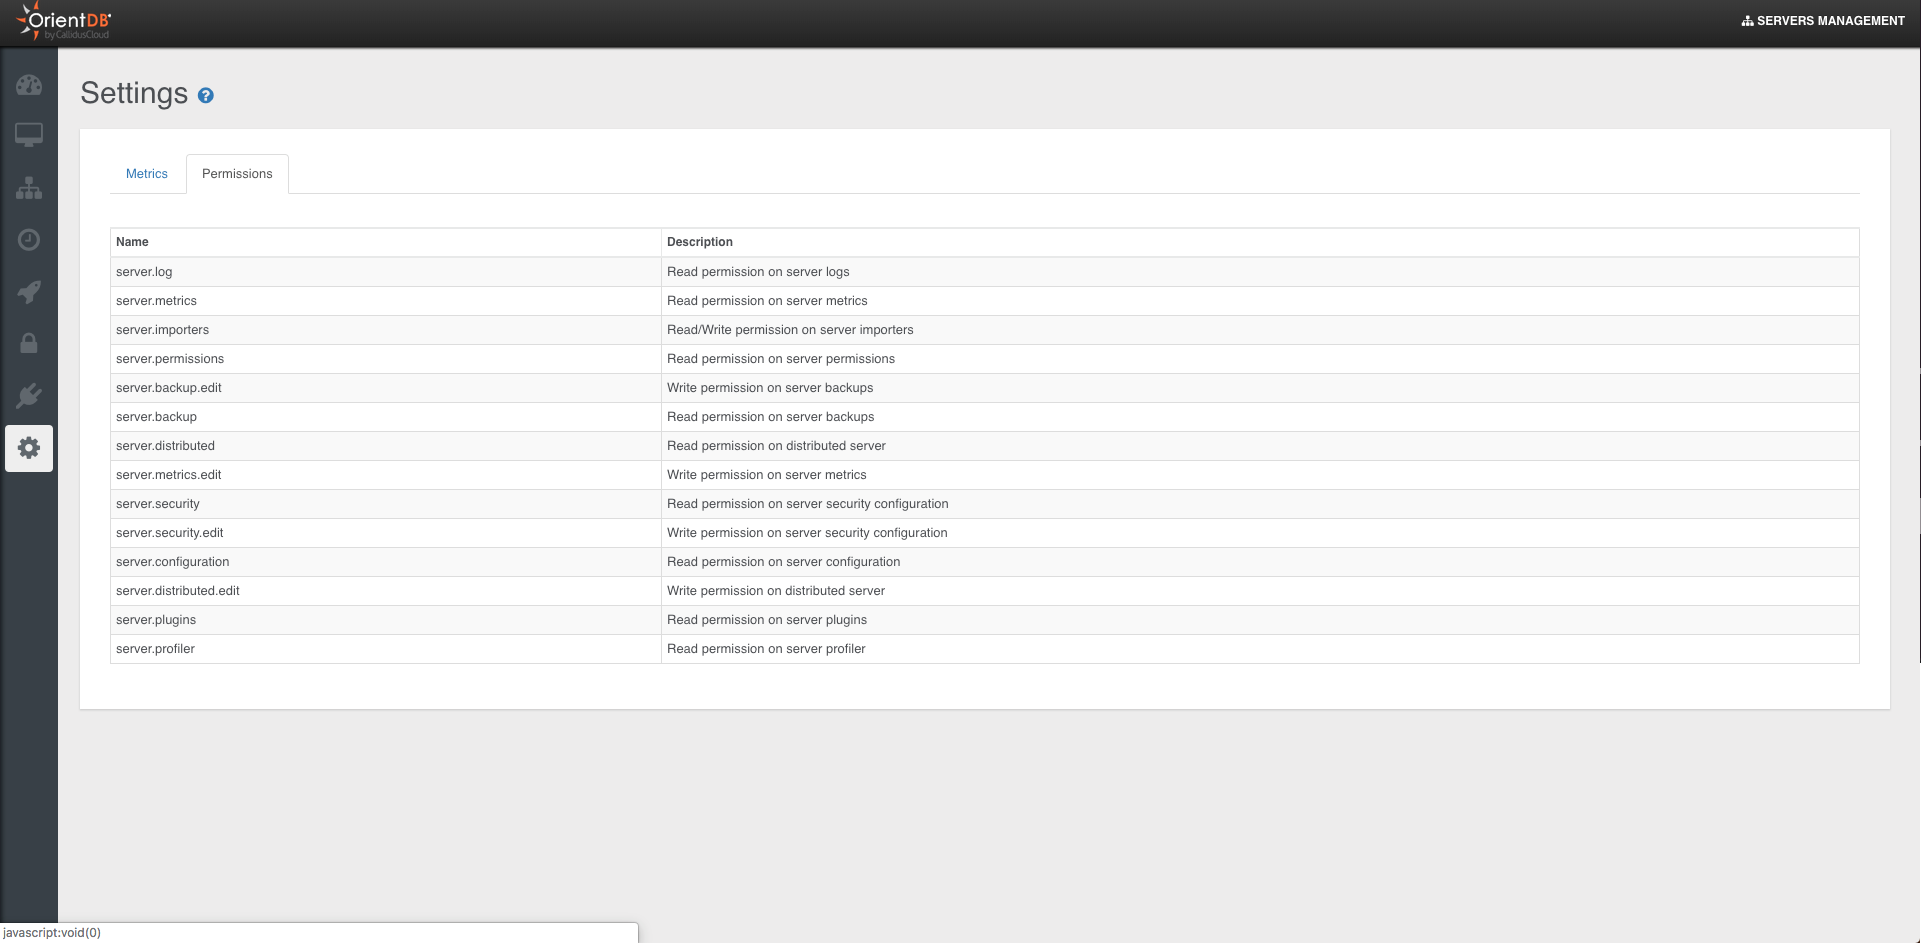 OrientDB
by CallidusCloud
SERVERS MANAGEMENT
Settings ?
Metrics Permissions
Name Description
server.log Read permission on server logs
server.metrics Read permission on server metrics
server.importers Read/Write permission on server importers
server.permissions Read permission on server permissions
server.backup.edit Write permission on server backups
server.backup Read permission on server backups
server.distributed Read permission on distributed server
server.metrics.edit Write permission on server metrics
server.security Read permission on server security configuration
server.security.edit Write permission on server security configuration
server.configuration Read permission on server configuration
server.distributed.edit Write permission on distributed server
server.plugins Read permission on server plugins
server.profiler Read permission on server profiler
javascript:void(0)